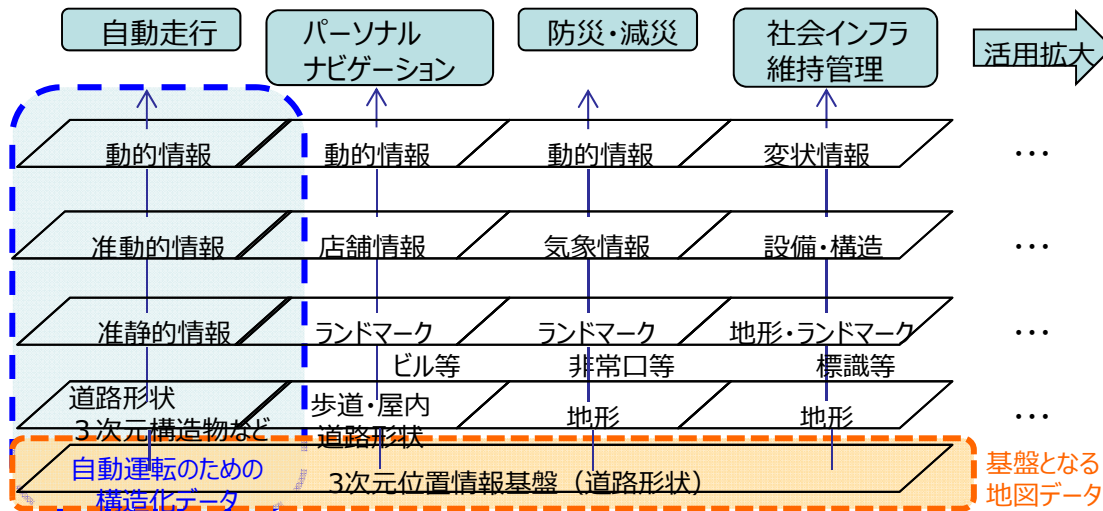 自動走行
パーソナル
ナビゲーション
防災・減災
社会インフラ
維持管理
活用拡大
動的情報
動的情報
動的情報
変状情報
…
准動的情報
店舗情報
気象情報
設備・構造
…
准静的情報
ランドマーク
ランドマーク
地形・ランドマーク
…
ビル等
非常口等
標識等
道路形状
３次元構造物など
歩道・屋内
道路形状
地形
地形
…
自動運転のための
構造化データ
3次元位置情報基盤（道路形状）
基盤となる
地図データ